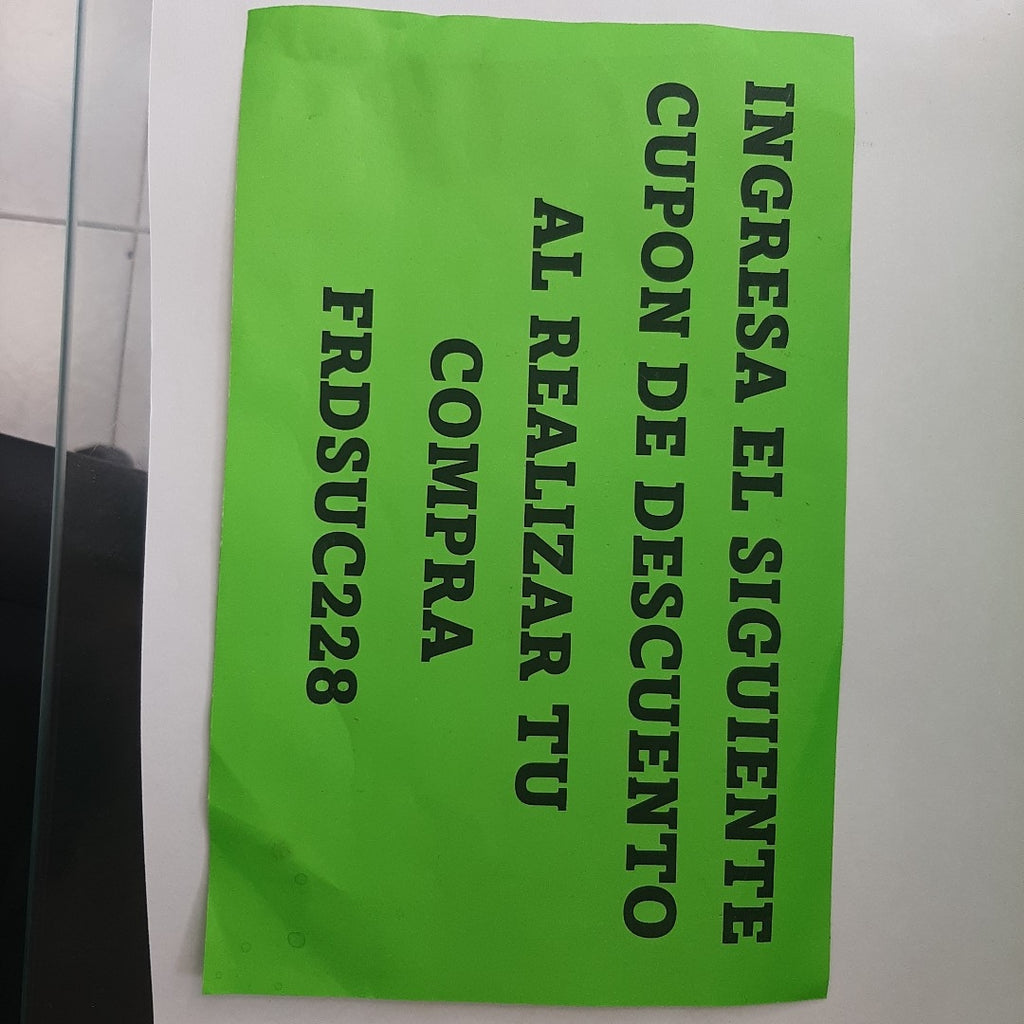 INGRESA EL SIGUIENTE
CUPON DE DESCUENTO
AL REALIZAR TU
COMPRA
FRDSUC228